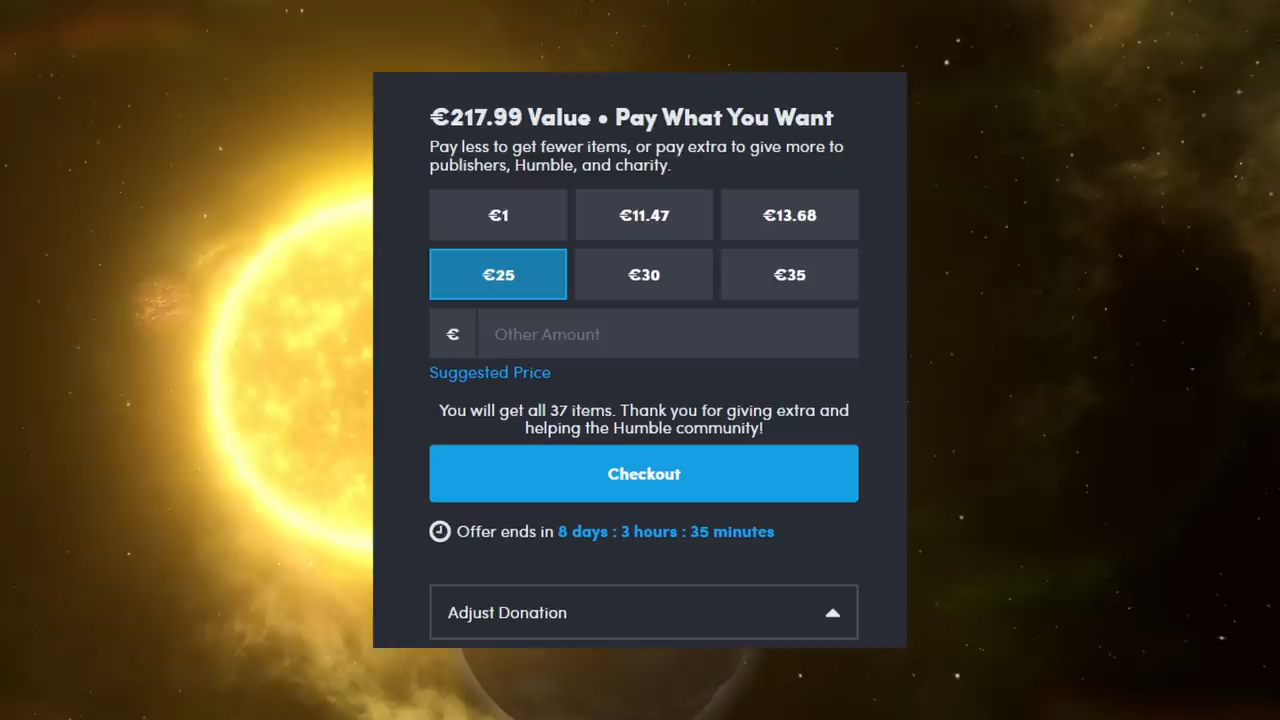 €217.99 Value • Pay What You Want
Pay less to get fewer items, or pay extra to give more to
publishers, Humble, and charity.
€1
€11.47
€13.68
€25
€30
€35
€
Other Amount
Suggested Price
You will get all 37 items. Thank you for giving extra and
helping the Humble community!
Checkout
Offer ends in 8 days : 3 hours : 35 minutes
Adjust Donation